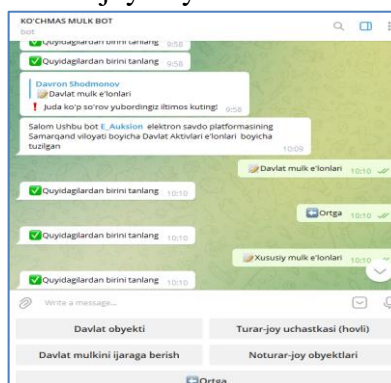 KO'CHMAS MULK BOT
bot
✅Quyidagilardan birini tanlang 9:58
✅Quyidagilardan birini tanlang 9:58
Davron Shodmonov
📝Davlat mulk e'lonlari
❗ Juda ko'p so'rov yubordingiz iltimos kuting! 9:58
Salom Ushbu bot E_Auksion elektron savdo platformasining
Samarqand viloyati boyicha Davlat Aktivlari e'lonlari boyicha
tuzilgan 10:09
📝Davlat mulk e'lonlari 10:10
✅Quyidagilardan birini tanlang 10:10
⬅️Ortga 10:10
✅Quyidagilardan birini tanlang 10:10
📝Xususiy mulk e'lonlari 10:10
✅Quyidagilardan birini tanlang 10:10
Write a message...
Davlat obyekti
Turar-joy uchastkasi (hovli)
Davlat mulkini ijaraga berish
Noturar-joy obyektlari
⬅️Ortga